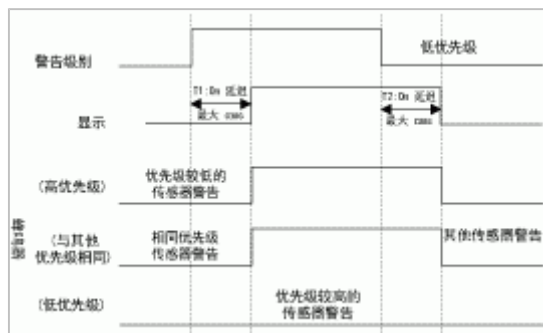 警告级别
低优先级
T1:On 延迟
T2:On 延迟
最大
最大
显示
(高优先级)
优先级较低的
传感器警告
(与其他
优先级相同)
相同优先级
传感器警告
其他传感器警告
(低优先级)
优先级较高的
传感器警告